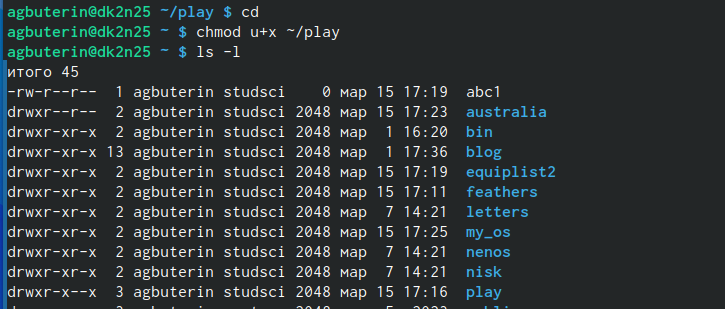 agbuterin@dk2n25 ~/play $ cd
agbuterin@dk2n25 ~ $ chmod u+x ~/play
agbuterin@dk2n25 ~ $ ls -l
итого 45
-rw-r--r-- 1 agbuterin studsci 0 мар 15 17:19 abc1
drwxr--r-- 2 agbuterin studsci 2048 мар 15 17:23 australia
drwxr-xr-x 2 agbuterin studsci 2048 мар 1 16:20 bin
drwxr-xr-x 13 agbuterin studsci 2048 мар 1 17:36 blog
drwxr-xr-x 2 agbuterin studsci 2048 мар 15 17:19 equiplist2
drwxr-xr-x 2 agbuterin studsci 2048 мар 15 17:11 feathers
drwxr-xr-x 2 agbuterin studsci 2048 мар 7 14:21 letters
drwxr-xr-x 2 agbuterin studsci 2048 мар 15 17:25 my_os
drwxr-xr-x 2 agbuterin studsci 2048 мар 7 14:21 nenos
drwxr-xr-x 2 agbuterin studsci 2048 мар 7 14:21 nisk
drwxr-x--x 3 agbuterin studsci 2048 мар 15 17:16 play